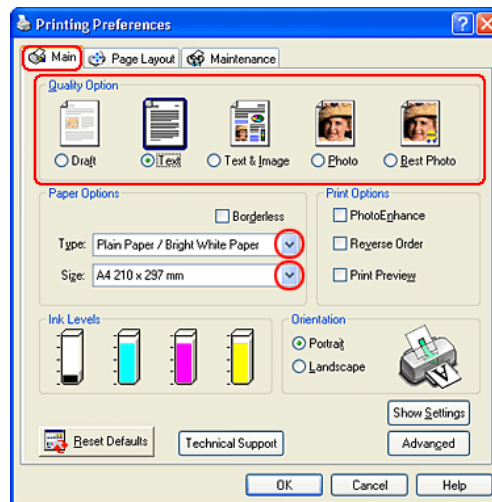 Printing Preferences
Main Page Layout Maintenance
Quality Option
Draft Text Text & Image Photo Best Photo
Paper Options Print Options
Borderless PhotoEnhance
Type: Plain Paper / Bright White Paper Reverse Order
Size: A4 210 x 297 mm Print Preview
Ink Levels Orientation
Portrait
Landscape
A
Show Settings
Reset Defaults Technical Support Advanced
OK Cancel Help